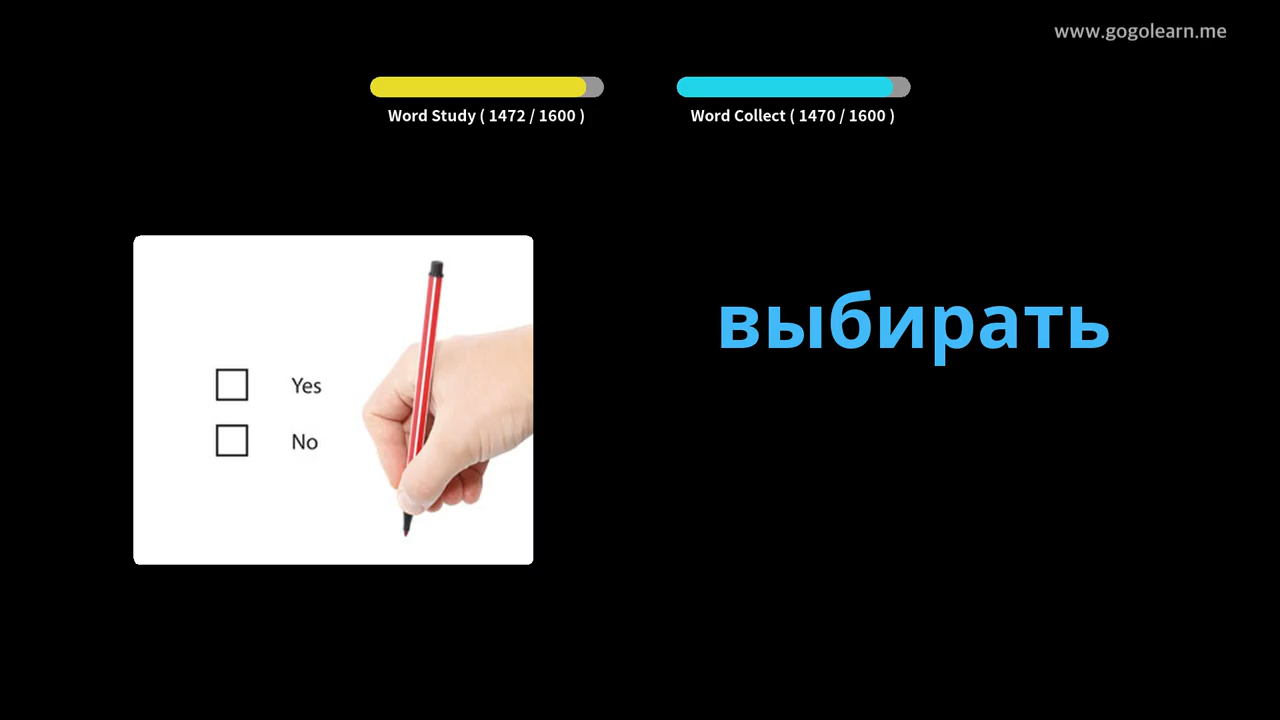 www.gogolearn.me
Word Study ( 1472 / 1600 )
Word Collect ( 1470 / 1600 )
выбирать
Yes
No